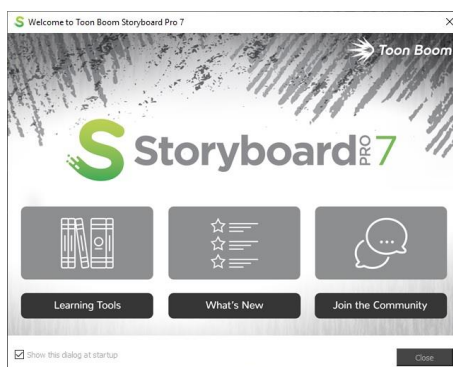 Welcome to Toon Boom Storyboard Pro 7
Toon Boom
Storyboard PRO 7
Learning Tools
What's New
Join the Community
Show this dialog at startup
Close